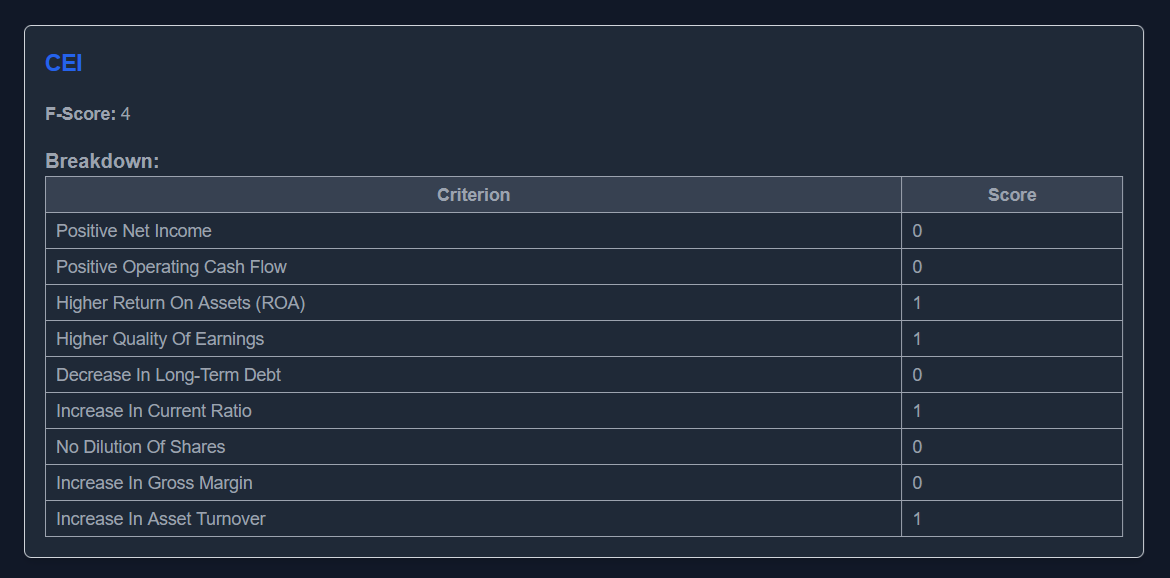 CEI
F-Score: 4
Breakdown:
Criterion Score
Positive Net Income 0
Positive Operating Cash Flow 0
Higher Return On Assets (ROA) 1
Higher Quality Of Earnings 1
Decrease In Long-Term Debt 0
Increase In Current Ratio 1
No Dilution Of Shares 0
Increase In Gross Margin 0
Increase In Asset Turnover 1